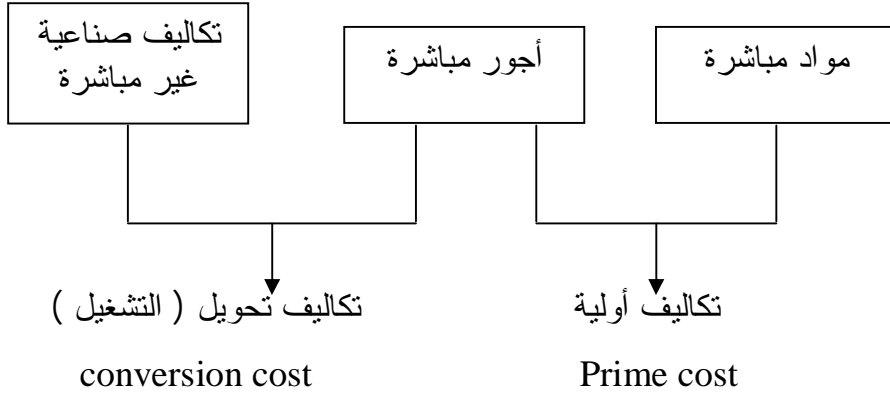 مواد مباشرة
أجور مباشرة
تكاليف صناعية
غير مباشرة
تكاليف أولية
تكاليف تحويل ( التشغيل )
Prime cost
conversion cost